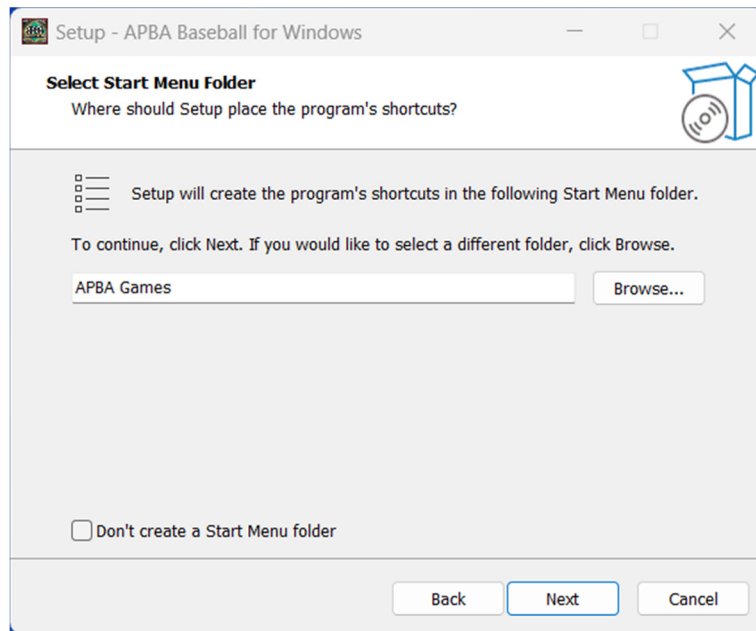 Setup - APBA Baseball for Windows
Select Start Menu Folder
Where should Setup place the program's shortcuts?
Setup will create the program's shortcuts in the following Start Menu folder.
To continue, click Next. If you would like to select a different folder, click Browse.
APBA Games
Browse...
Don't create a Start Menu folder
Back
Next
Cancel